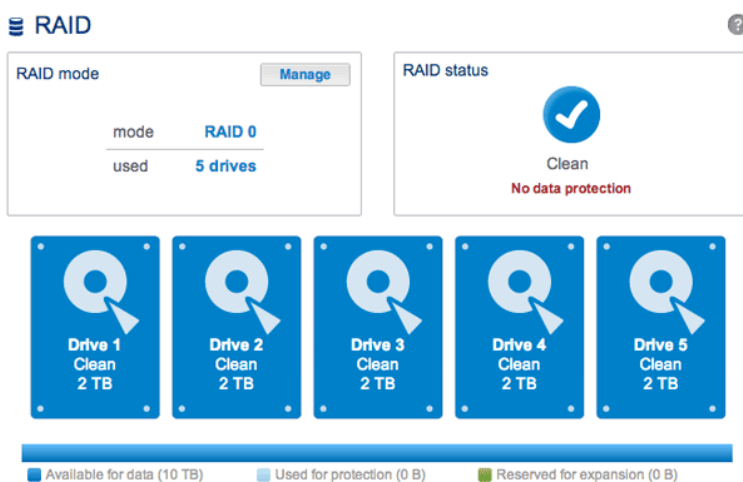 RAID
?
RAID mode
Manage
mode RAID 0
used 5 drives
RAID status
Clean
No data protection
Drive 1
Clean
2 TB
Drive 2
Clean
2 TB
Drive 3
Clean
2 TB
Drive 4
Clean
2 TB
Drive 5
Clean
2 TB
Available for data (10 TB)
Used for protection (0 B)
Reserved for expansion (0 B)